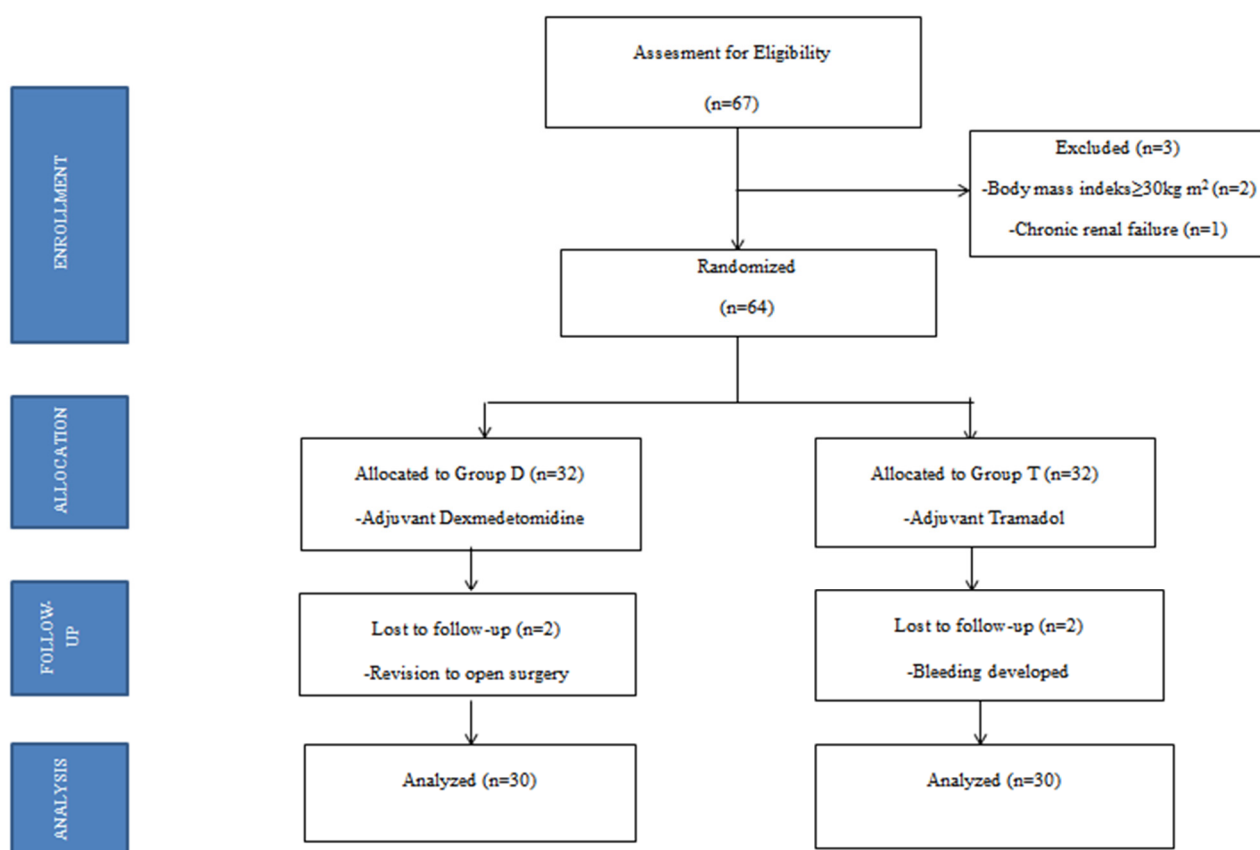 Assesment for Eligibility
(n=67)
ENROLLMENT
Excluded (n=3)
-Body mass indeks≥30kg m² (n=2)
-Chronic renal failure (n=1)
Randomized
(n=64)
ALLOCATION
Allocated to Group D (n=32)
-Adjuvant Dexmedetomidine
Allocated to Group T (n=32)
-Adjuvant Tramadol
FOLLOW-
UP
Lost to follow-up (n=2)
-Revision to open surgery
Lost to follow-up (n=2)
-Bleeding developed
ANALYSIS
Analyzed (n=30)
Analyzed (n=30)